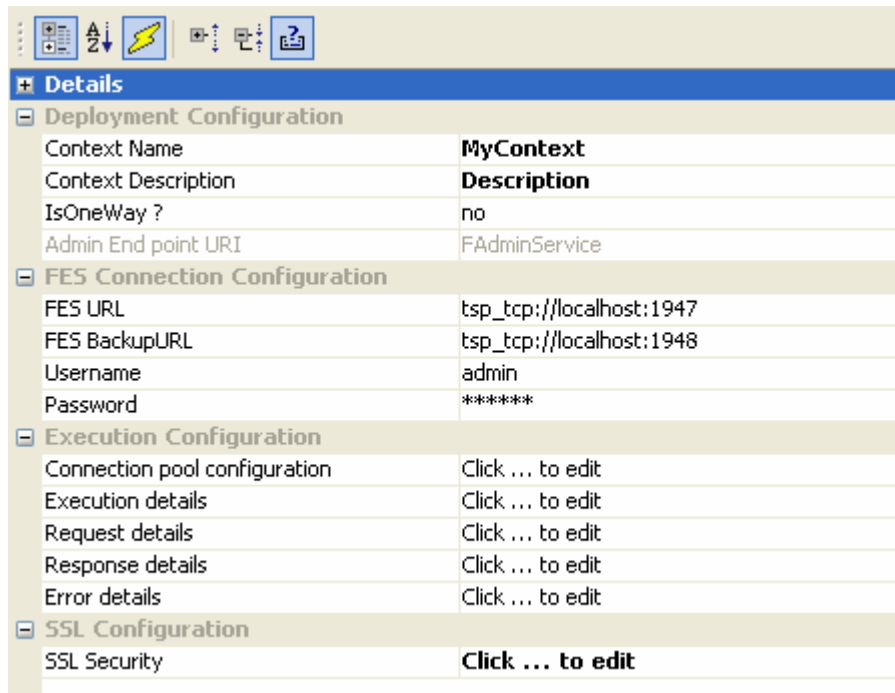 Details
Deployment Configuration
Context Name MyContext
Context Description Description
IsOneWay ? no
Admin End point URI FAdminService
FES Connection Configuration
FES URL tsp_tcp://localhost:1947
FES BackupURL tsp_tcp://localhost:1948
Username admin
Password ******
Execution Configuration
Connection pool configuration Click ... to edit
Execution details Click ... to edit
Request details Click ... to edit
Response details Click ... to edit
Error details Click ... to edit
SSL Configuration
SSL Security Click ... to edit